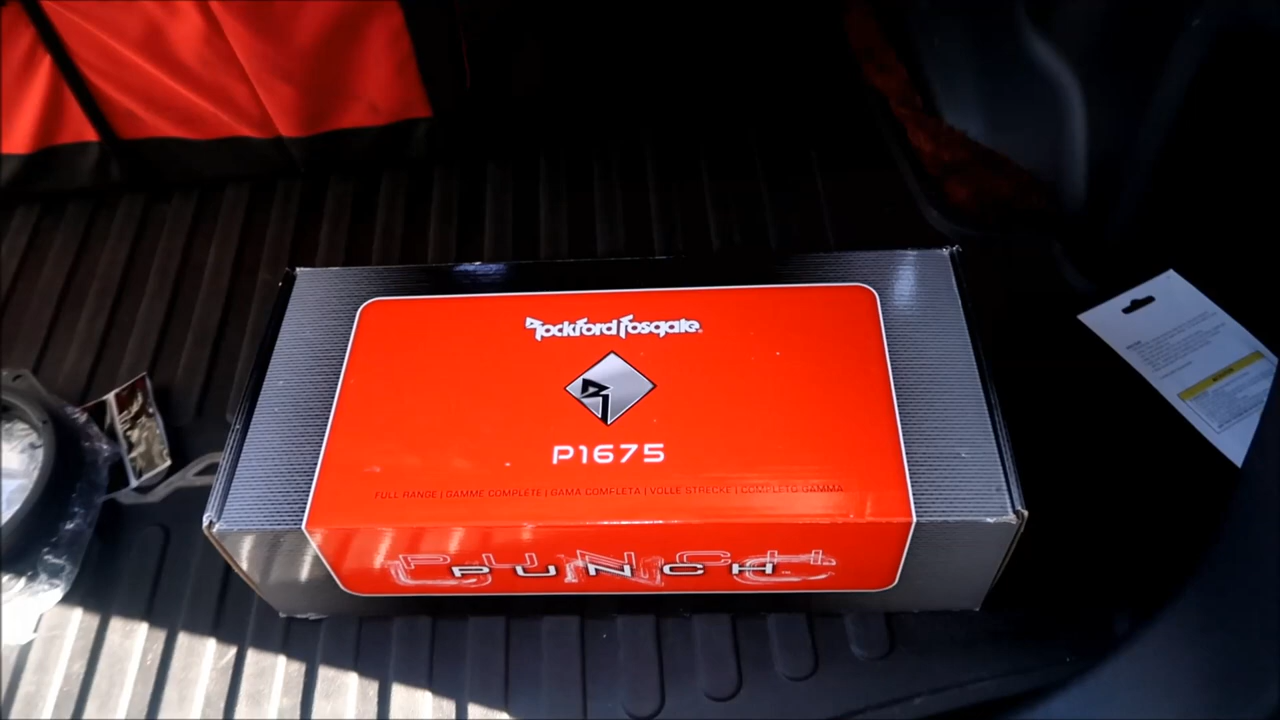 Rockford Fosgate
P1675
FULL RANGE | GAMME COMPLETE | GAMA COMPLETA | VOLLE STRECKE | COMPLETO GAMMA
PUNCH